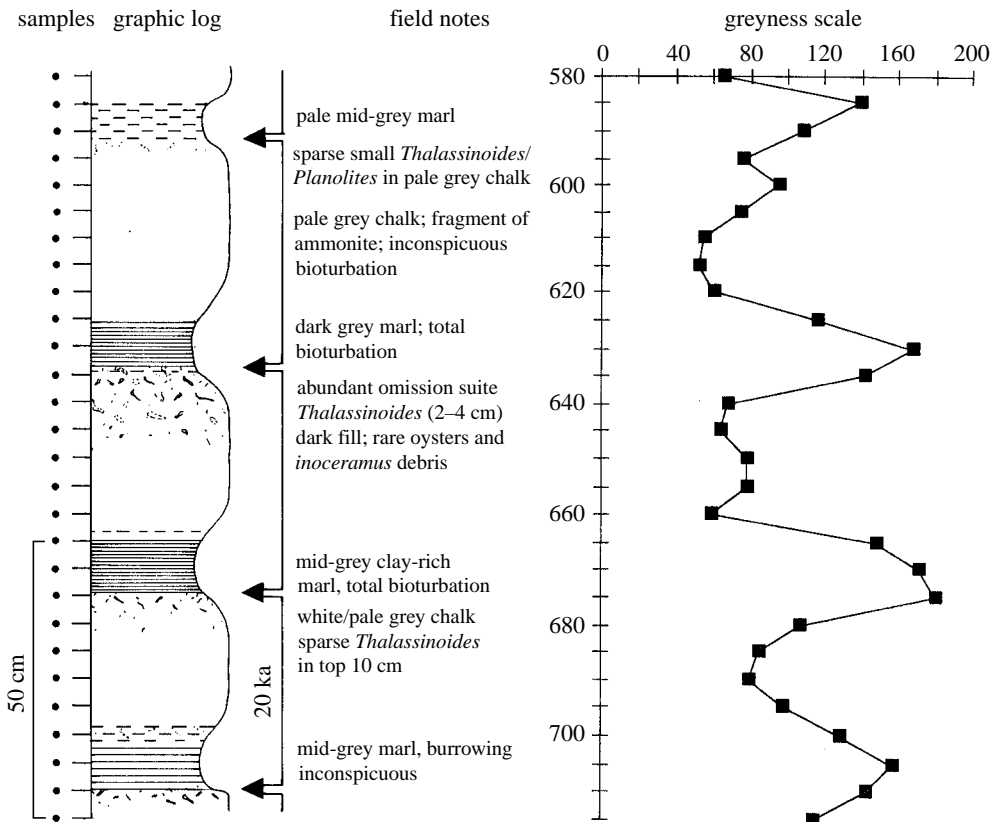 samples graphic log field notes greyness scale
0 40 80 120 160 200
580
600
620
640
660
680
700
pale mid-grey marl
sparse small Thalassinoides/
Planolites in pale grey chalk
pale grey chalk; fragment of
ammonite; inconspicuous
bioturbation
dark grey marl; total
bioturbation
abundant omission suite
Thalassinoides (2–4 cm)
dark fill; rare oysters and
inoceramus debris
mid-grey clay-rich
marl, total bioturbation
white/pale grey chalk
sparse Thalassinoides
in top 10 cm
mid-grey marl, burrowing
inconspicuous
50 cm
20 ka